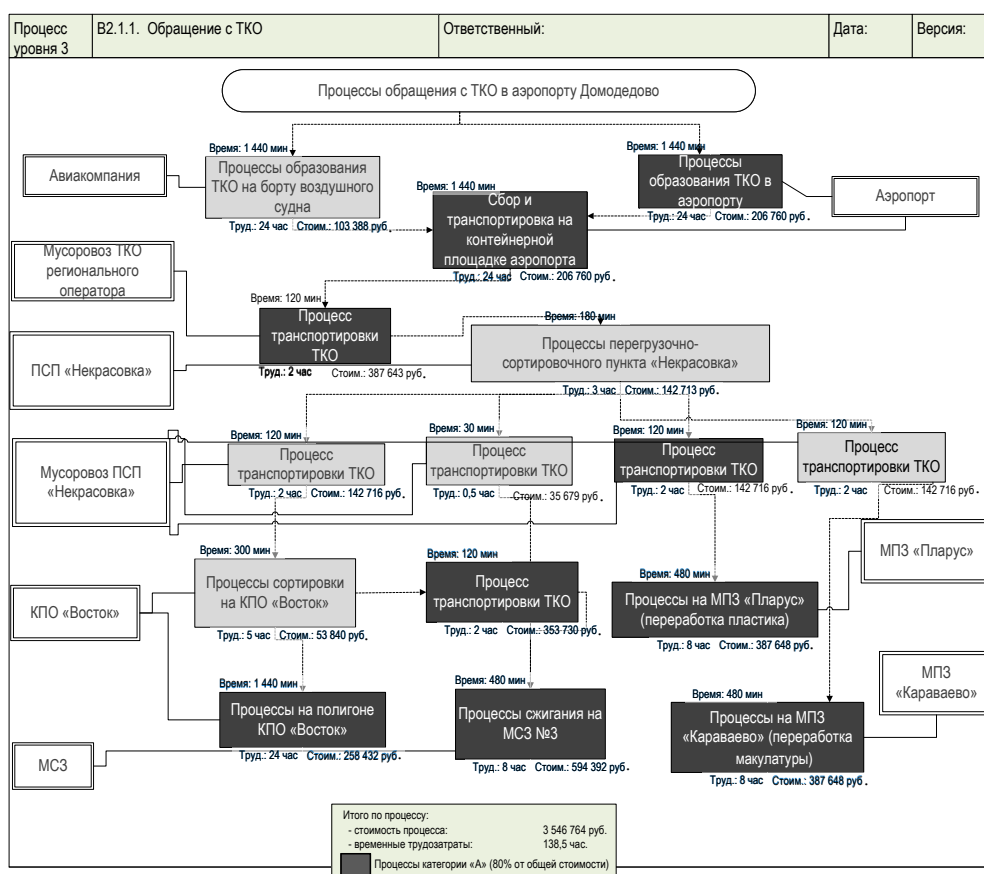 Процесс
уровня 3
В2.1.1. Обращение с ТКО
Ответственный:
Дата:
Версия:
Процессы обращения с ТКО в аэропорту Домодедово
Время: 1 440 мин
Процессы образования
ТКО на борту воздушного
судна
Труд.: 24 час Стоим.: 103 388 руб.
Авиакомпания
Время: 1 440 мин
Процессы
образования ТКО в
аэропорту
Труд.: 24 час Стоим.: 206 760 руб.
Аэропорт
Время: 1 440 мин
Сбор и
транспортировка на
контейнерной
площадке аэропорта
Труд.: 24 час Стоим.: 206 760 руб.
Мусоровоз ТКО
регионального
оператора
Время: 120 мин
Процесс
транспортировки
ТКО
Труд.: 2 час Стоим.: 387 643 руб.
Время: 180 мин
Процессы перегрузочно-
сортировочного пункта «Некрасовка»
Труд.: 3 час Стоим.: 142 713 руб.
ПСП «Некрасовка»
Мусоровоз ПСП
«Некрасовка»
Время: 120 мин
Процесс
транспортировки ТКО
Труд.: 2 час Стоим.: 142 716 руб.
Время: 30 мин
Процесс
транспортировки ТКО
Труд.: 0,5 час Стоим.: 35 679 руб.
Время: 120 мин
Процесс
транспортировки ТКО
Труд.: 2 час Стоим.: 142 716 руб.
Время: 120 мин
Процесс
транспортировки ТКО
Труд.: 2 час Стоим.: 142 716 руб.
МПЗ «Пларус»
Время: 300 мин
Процессы сортировки
на КПО «Восток»
Труд.: 5 час Стоим.: 53 840 руб.
Время: 120 мин
Процесс
транспортировки ТКО
Труд.: 2 час Стоим.: 353 730 руб.
Время: 480 мин
Процессы на МПЗ «Пларус»
(переработка пластика)
Труд.: 8 час Стоим.: 387 648 руб.
КПО «Восток»
МПЗ
«Караваево»
Время: 1 440 мин
Процессы на полигоне
КПО «Восток»
Труд.: 24 час Стоим.: 258 432 руб.
Время: 480 мин
Процессы сжигания на
МСЗ №3
Труд.: 8 час Стоим.: 594 392 руб.
Время: 480 мин
Процессы на МПЗ
«Караваево» (переработка
макулатуры)
Труд.: 8 час Стоим.: 387 648 руб.
МСЗ
Итого по процессу:
- стоимость процесса: 3 546 764 руб.
- временные трудозатраты: 138,5 час.
Процессы категории «А» (80% от общей стоимости)